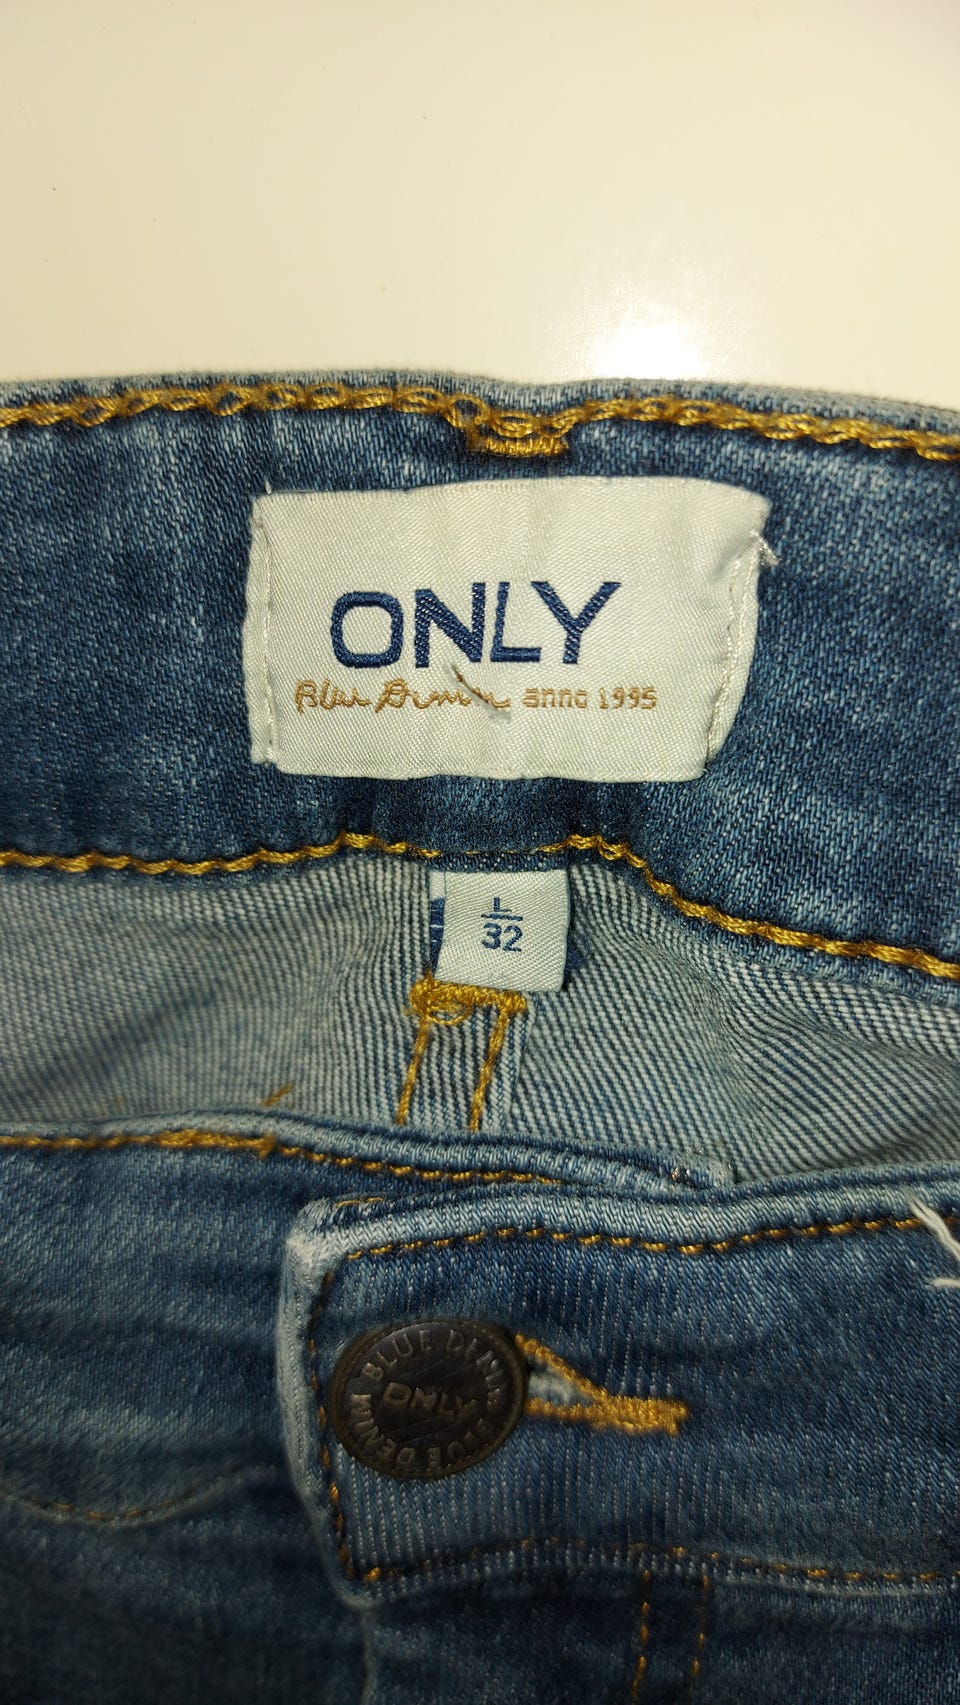 ONLY
Blue Denim anno 1995
L
32
BLUE DENIM BLUE DENIM
ONLY